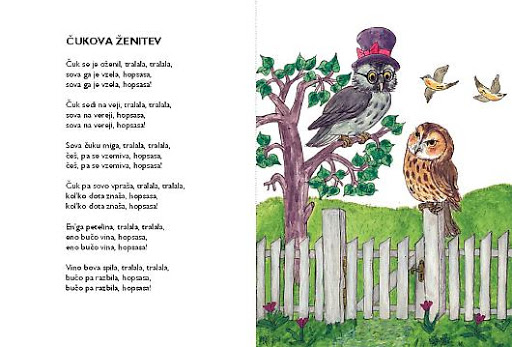 ČUKOVA ŽENITEV
Čuk se je oženil, tralala, tralala,
sova ga je vzela, hopsasa,
sova ga je vzela, hopsasa!
Čuk sedi na veji, tralala, tralala,
sova na vereji, hopsasa,
sova na vereji, hopsasa!
Sova čuku miga, tralala, tralala,
češ, pa se vzemiva, hopsasa,
češ, pa se vzemiva, hopsasa!
Čuk pa sovo vpraša, tralala, tralala,
kol'ko dota znaša, hopsasa,
kol'ko dota znaša, hopsasa!
En'ga petelina, tralala, tralala,
eno bučo vina, hopsasa,
eno bučo vina, hopsasa!
Vino bova spila, tralala, tralala,
bučo pa razbila, hopsasa,
bučo pa razbila, hopsasa!